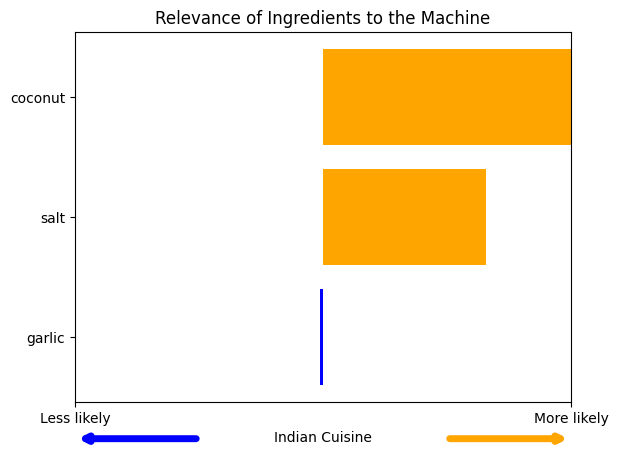 Relevance of Ingredients to the Machine
coconut
salt
garlic
Less likely
More likely
Indian Cuisine